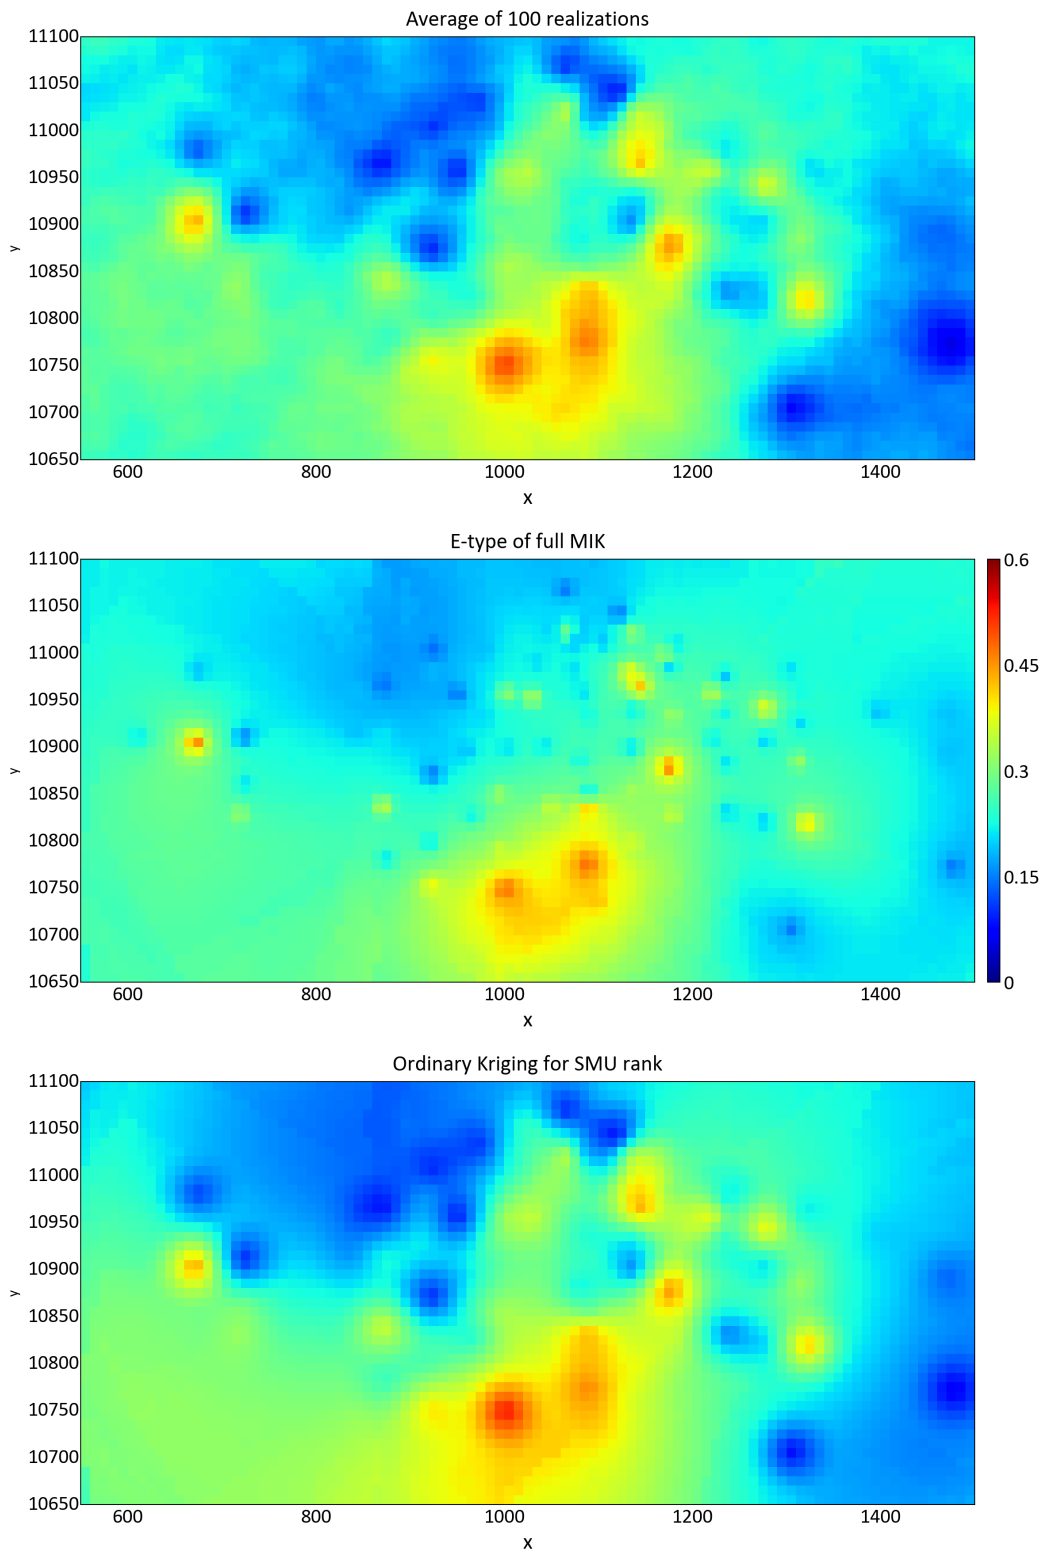 Average of 100 realizations
11100
11050
11000
10950
10900
10850
10800
10750
10700
10650
y
600 800 1000 1200 1400
x
E-type of full MIK
11100
11050
11000
10950
10900
10850
10800
10750
10700
10650
y
600 800 1000 1200 1400
x
0.6
0.45
0.3
0.15
0
Ordinary Kriging for SMU rank
11100
11050
11000
10950
10900
10850
10800
10750
10700
10650
y
600 800 1000 1200 1400
x